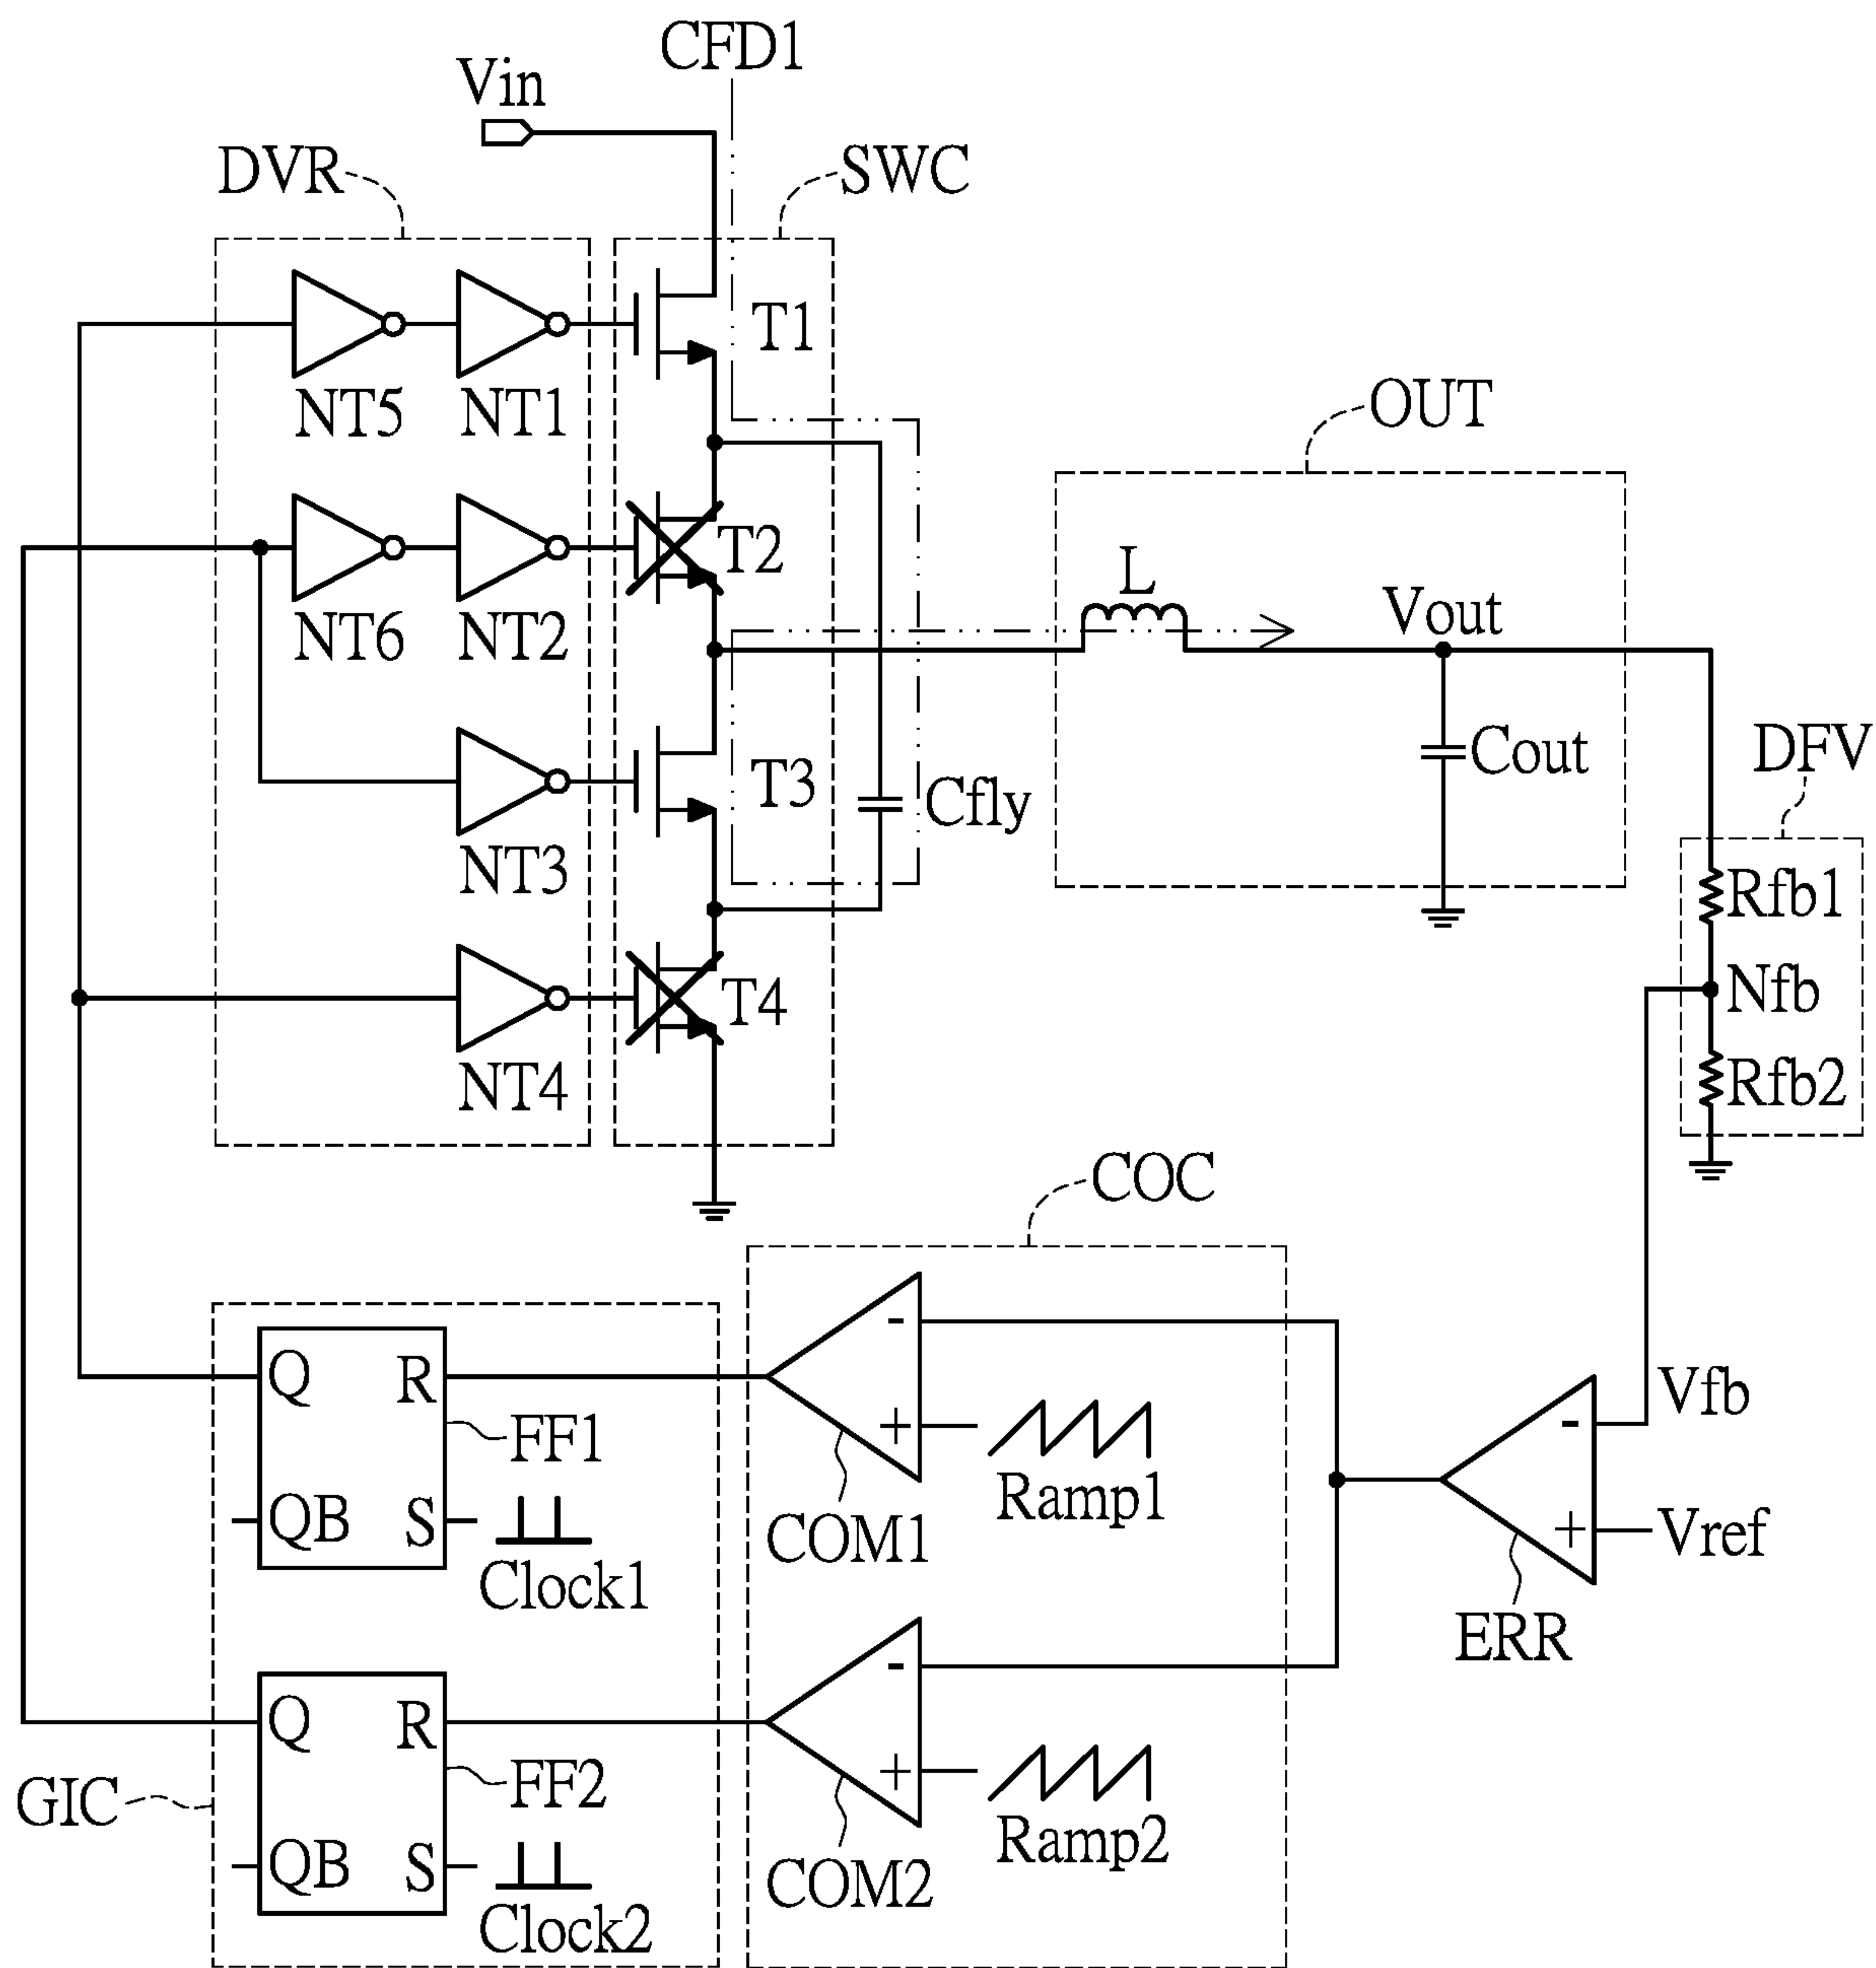 CFD1
Vin
DVR
SWC
T1
NT5
NT1
OUT
T2
L
Vout
NT6
NT2
T3
Cfly
Cout
DFV
NT3
Rfb1
T4
Nfb
NT4
Rfb2
COC
Q
R
-
Vfb
FF1
+
-
QB
S
Ramp1
COM1
+
Vref
Clock1
ERR
-
Q
R
GIC
FF2
+
QB
S
Ramp2
COM2
Clock2